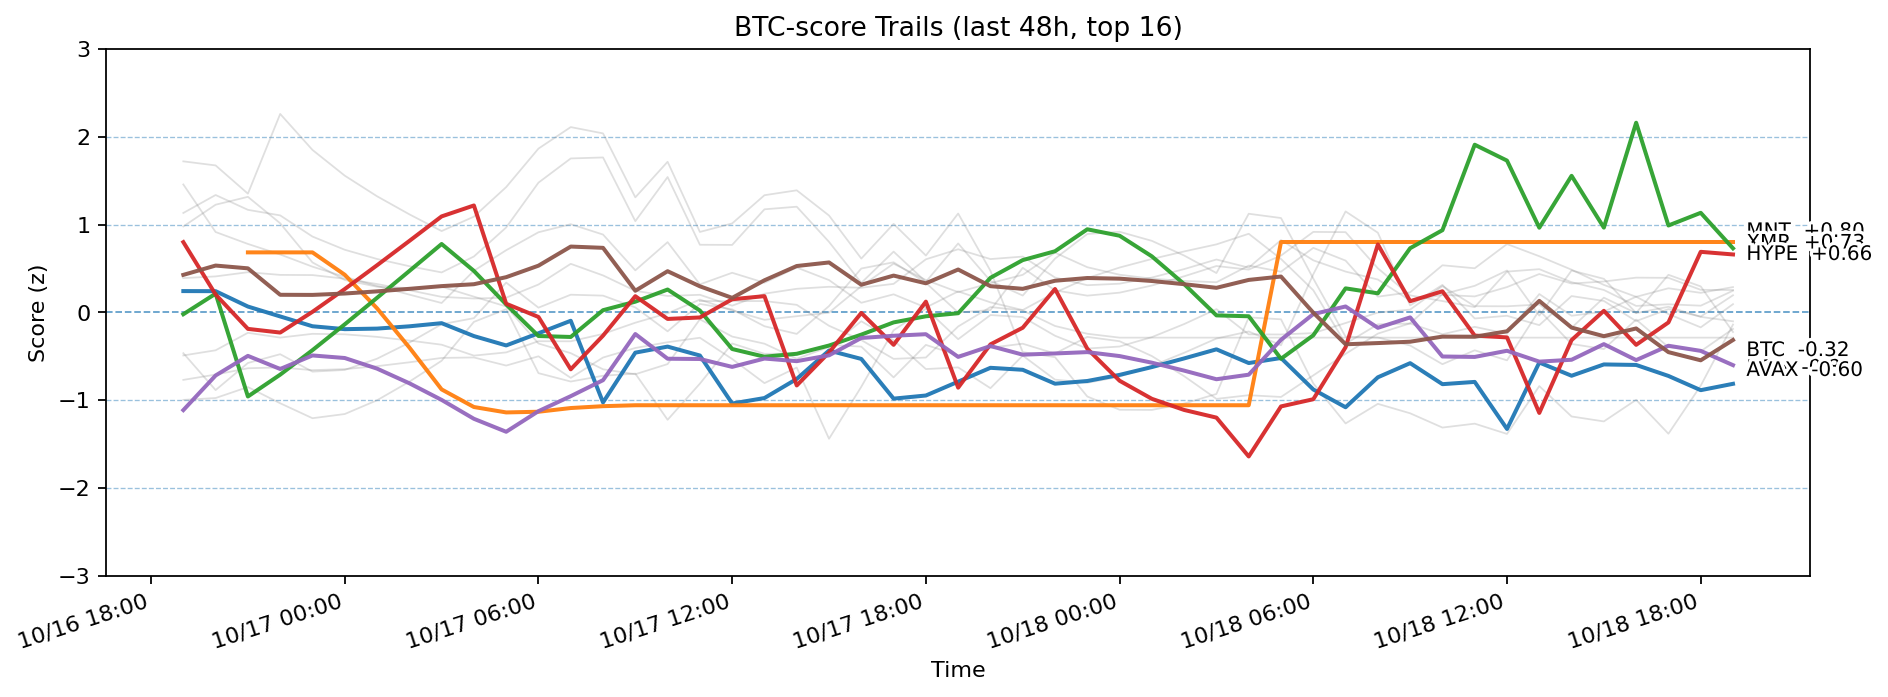 BTC-score Trails (last 48h, top 16)
Score (z)
3
2
1
0
−1
−2
−3
MNT +0.80
XMR +0.73
HYPE +0.66
BTC -0.32
AVAX -0.60
10/16 18:00
10/17 00:00
10/17 06:00
10/17 12:00
10/17 18:00
10/18 00:00
10/18 06:00
10/18 12:00
10/18 18:00
Time